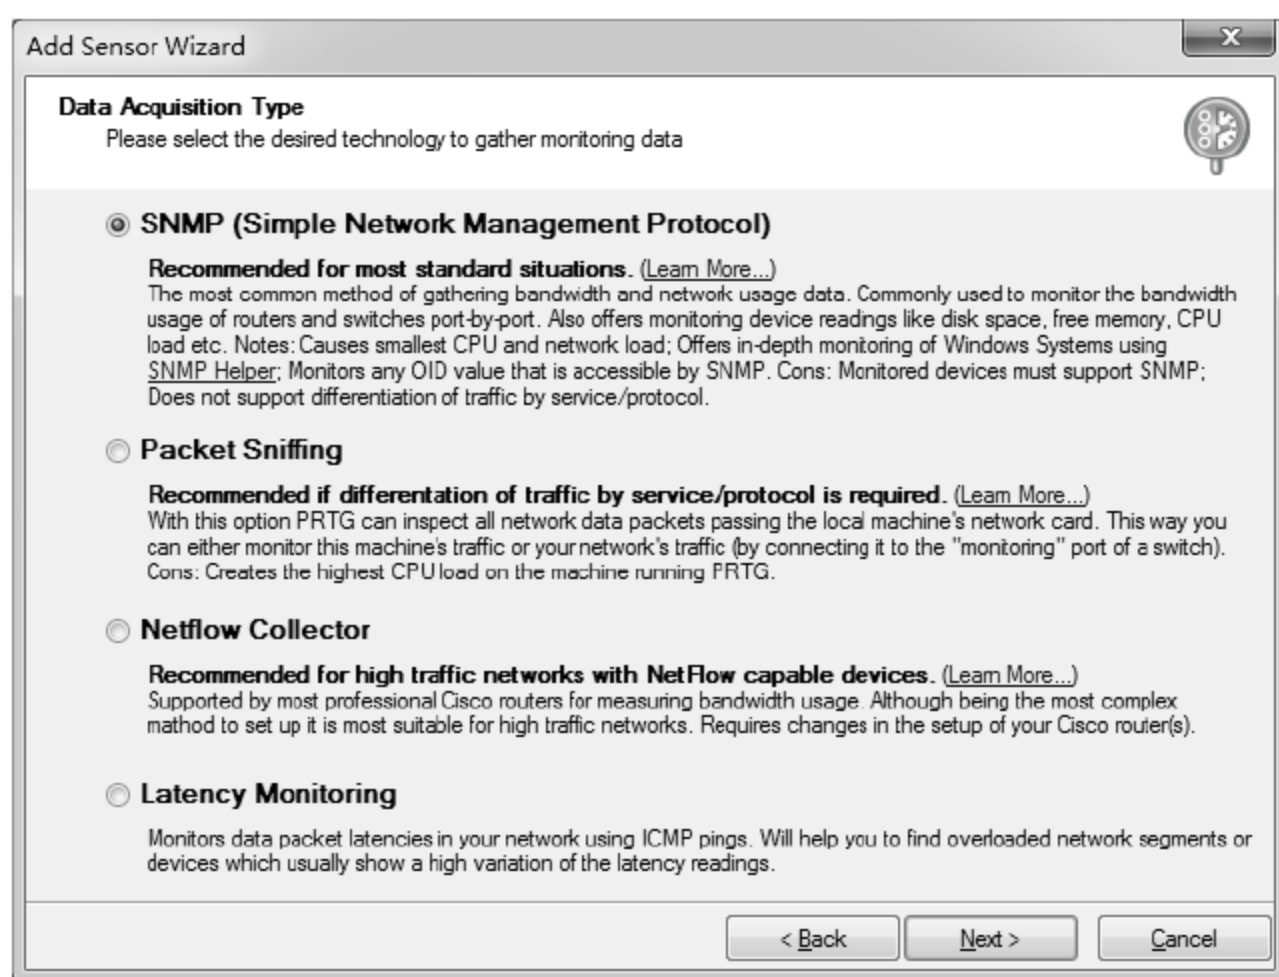 Add Sensor Wizard
X
Data Acquisition Type
Please select the desired technology to gather monitoring data
SNMP (Simple Network Management Protocol)
Recommended for most standard situations. (Learn More...)
The most common method of gathering bandwidth and network usage data. Commonly used to monitor the bandwidth
usage of routers and switches port-by-port. Also offers monitoring device readings like disk space, free memory, CPU
load etc. Notes: Causes smallest CPU and network load; Offers in-depth monitoring of Windows Systems using
SNMP Helper; Monitors any OID value that is accessible by SNMP. Cons: Monitored devices must support SNMP;
Does not support differentiation of traffic by service/protocol.
Packet Sniffing
Recommended if differentation of traffic by service/protocol is required. (Learn More...)
With this option PRTG can inspect all network data packets passing the local machine's network card. This way you
can either monitor this machine's traffic or your network's traffic (by connecting it to the "monitoring" port of a switch).
Cons: Creates the highest CPU load on the machine running PRTG.
Netflow Collector
Recommended for high traffic networks with NetFlow capable devices. (Learn More...)
Supported by most professional Cisco routers for measuring bandwidth usage. Although being the most complex
mathod to set up it is most suitable for high traffic networks. Requires changes in the setup of your Cisco router(s).
Latency Monitoring
Monitors data packet latencies in your network using ICMP pings. Will help you to find overloaded network segments or
devices which usually show a high variation of the latency readings.
< Back Next > Cancel